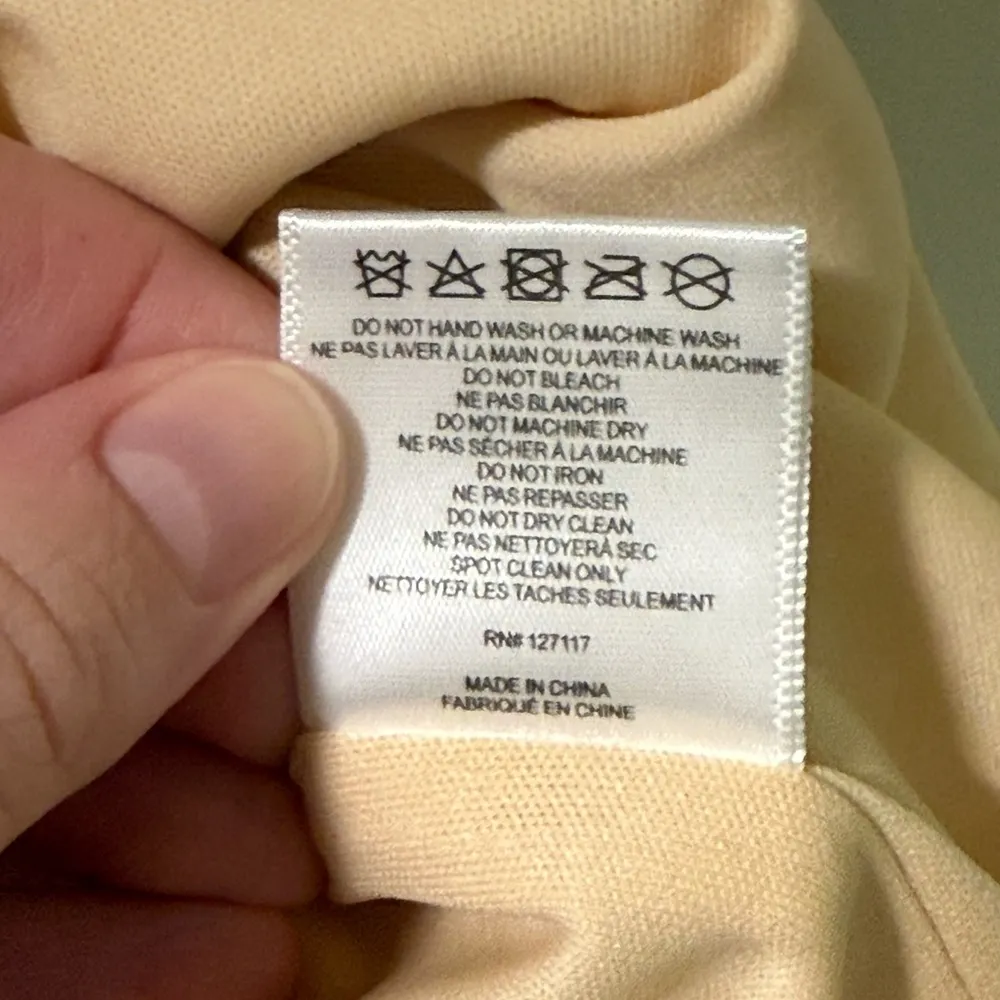 DO NOT HAND WASH OR MACHINE WASH
NE PAS LAVER À LA MAIN OU LAVER À LA MACHINE
DO NOT BLEACH
NE PAS BLANCHIR
DO NOT MACHINE DRY
NE PAS SÉCHER À LA MACHINE
DO NOT IRON
NE PAS REPASSER
DO NOT DRY CLEAN
NE PAS NETTOYER À SEC
SPOT CLEAN ONLY
NETTOYER LES TACHES SEULEMENT
RN# 127117
MADE IN CHINA
FABRIQUÉ EN CHINE